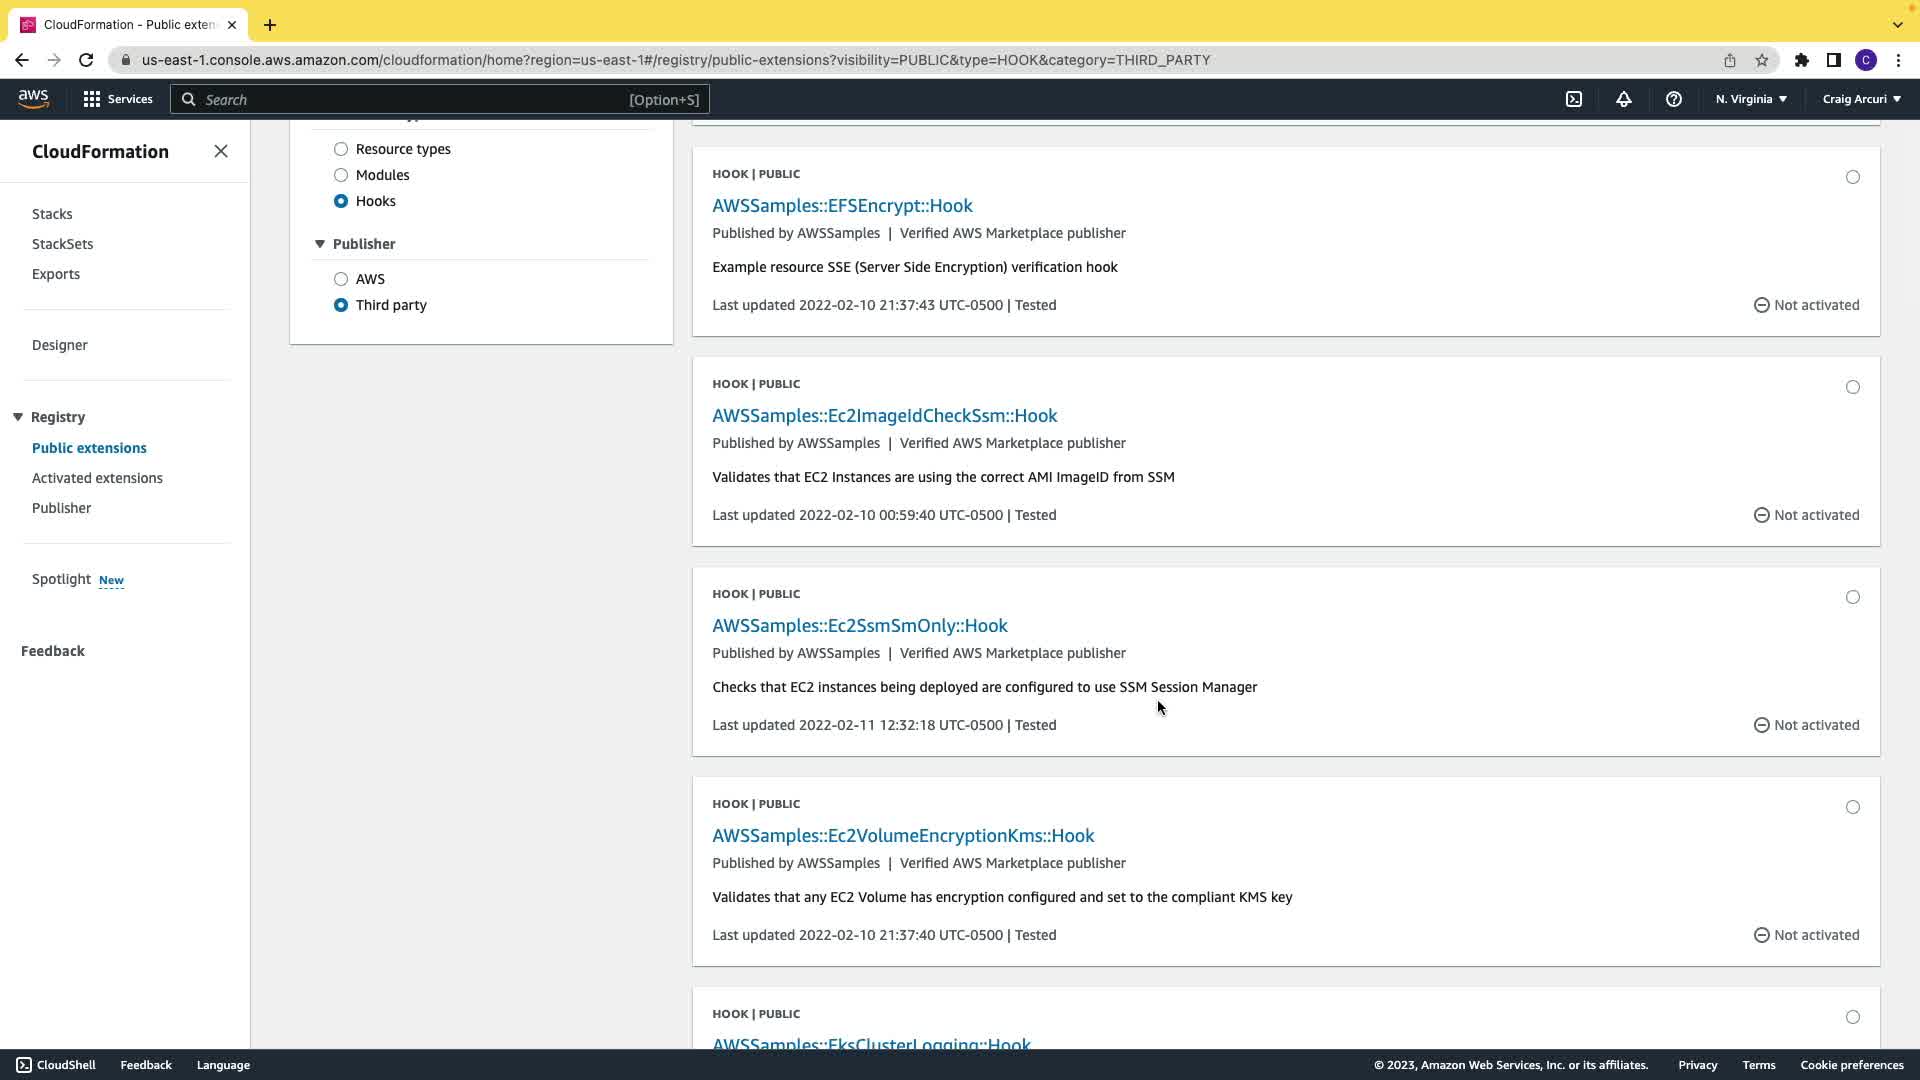 CloudFormation - Public exten
us-east-1.console.aws.amazon.com/cloudformation/home?region=us-east-1#/registry/public-extensions?visibility=PUBLIC&type=HOOK&category=THIRD_PARTY
C
aws
Services
Search
[Option+S]
N. Virginia
Craig Arcuri
CloudFormation
Stacks
StackSets
Exports
Designer
Registry
Public extensions
Activated extensions
Publisher
Spotlight New
Feedback
Resource types
Modules
Hooks
Publisher
AWS
Third party
HOOK | PUBLIC
AWSSamples::EFSEncrypt::Hook
Published by AWSSamples | Verified AWS Marketplace publisher
Example resource SSE (Server Side Encryption) verification hook
Last updated 2022-02-10 21:37:43 UTC-0500 | Tested
Not activated
HOOK | PUBLIC
AWSSamples::Ec2ImageIdCheckSsm::Hook
Published by AWSSamples | Verified AWS Marketplace publisher
Validates that EC2 Instances are using the correct AMI ImageID from SSM
Last updated 2022-02-10 00:59:40 UTC-0500 | Tested
Not activated
HOOK | PUBLIC
AWSSamples::Ec2SsmSmOnly::Hook
Published by AWSSamples | Verified AWS Marketplace publisher
Checks that EC2 instances being deployed are configured to use SSM Session Manager
Last updated 2022-02-11 12:32:18 UTC-0500 | Tested
Not activated
HOOK | PUBLIC
AWSSamples::Ec2VolumeEncryptionKms::Hook
Published by AWSSamples | Verified AWS Marketplace publisher
Validates that any EC2 Volume has encryption configured and set to the compliant KMS key
Last updated 2022-02-10 21:37:40 UTC-0500 | Tested
Not activated
HOOK | PUBLIC
AWSSamples::EksClusterLogging::Hook
CloudShell
Feedback
Language
© 2023, Amazon Web Services, Inc. or its affiliates.
Privacy
Terms
Cookie preferences